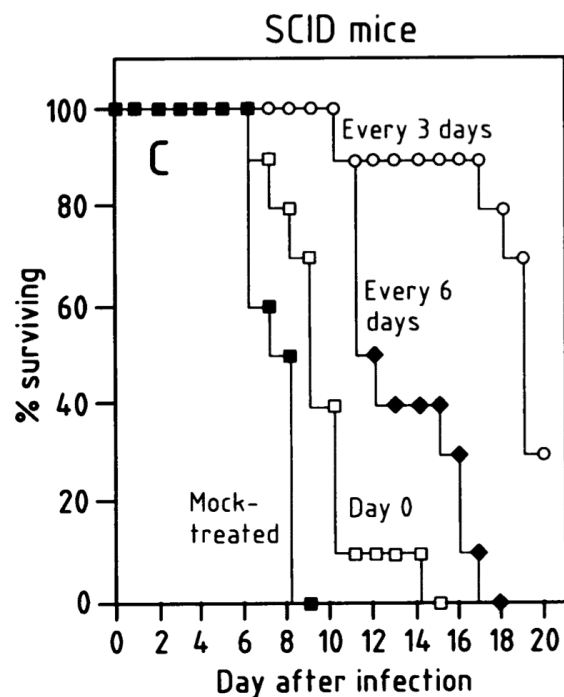 SCID mice
C
100
80
60
40
20
0
% surviving
Every 3 days
Every 6
days
Mock-
treated
Day 0
0 2 4 6 8 10 12 14 16 18 20
Day after infection